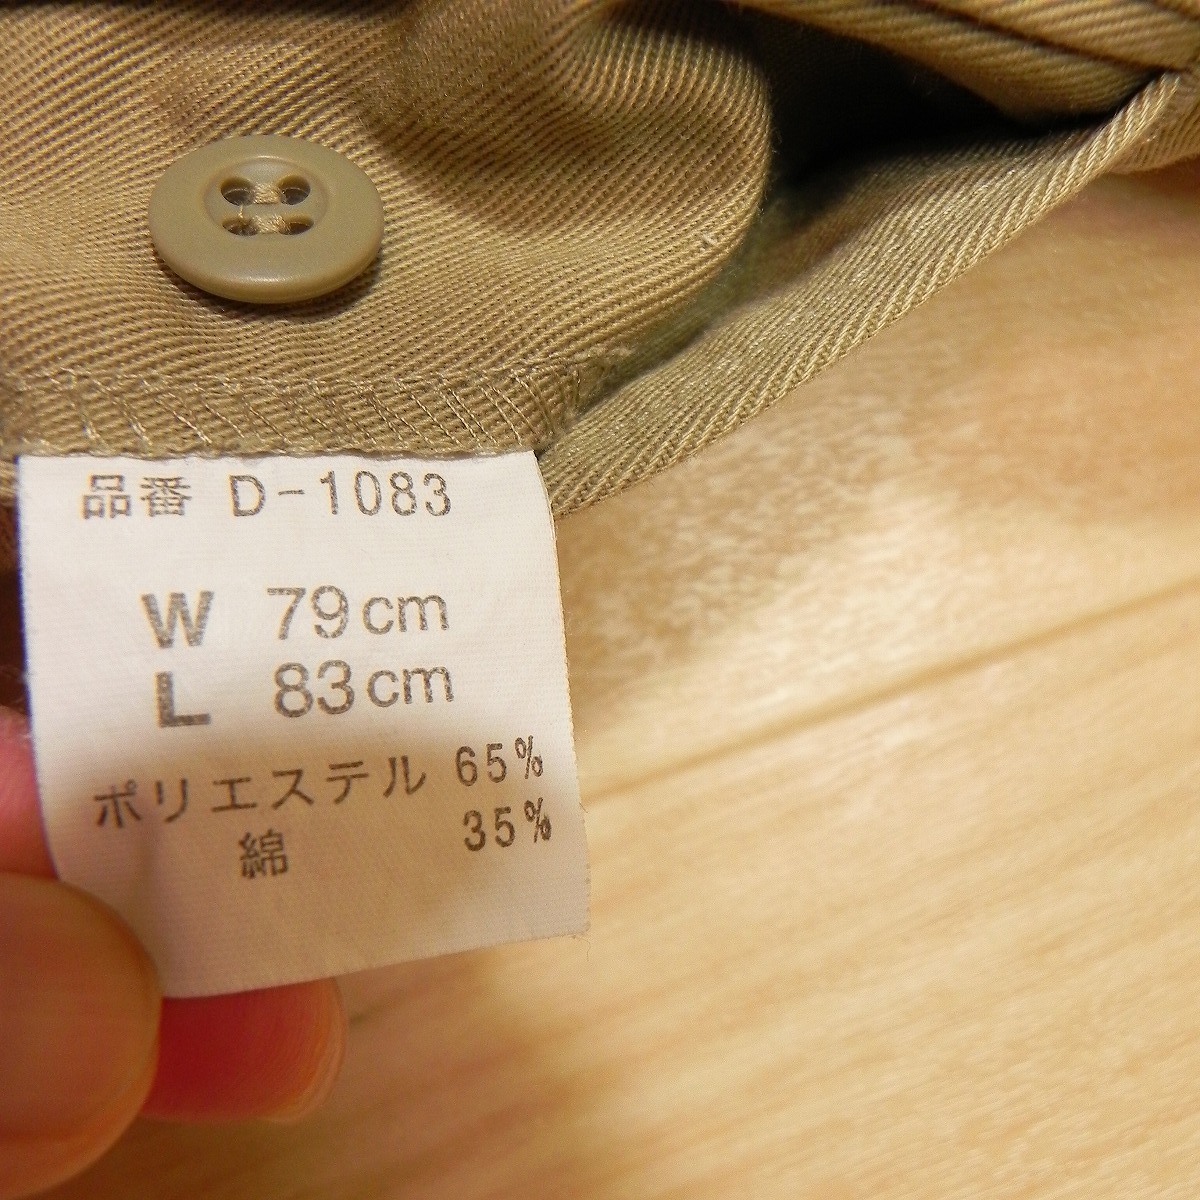 品番 D-1083
W 79cm
L 83cm
ポリエステル 65%
綿 35%